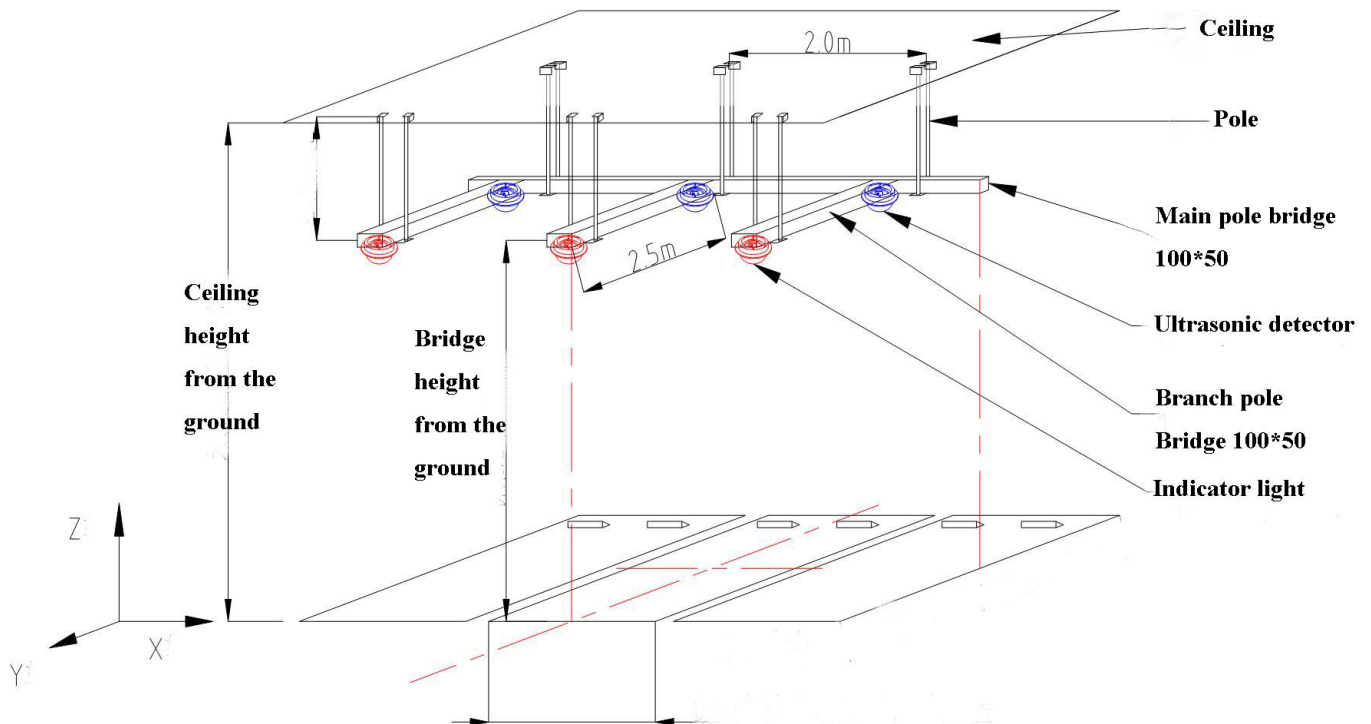 Ceiling
2.0m
Pole
Main pole bridge
100*50
2.5m
Ceiling
height
from the
ground
Bridge
height
from the
ground
Ultrasonic detector
Branch pole
Bridge 100*50
Indicator light
Z
X
Y